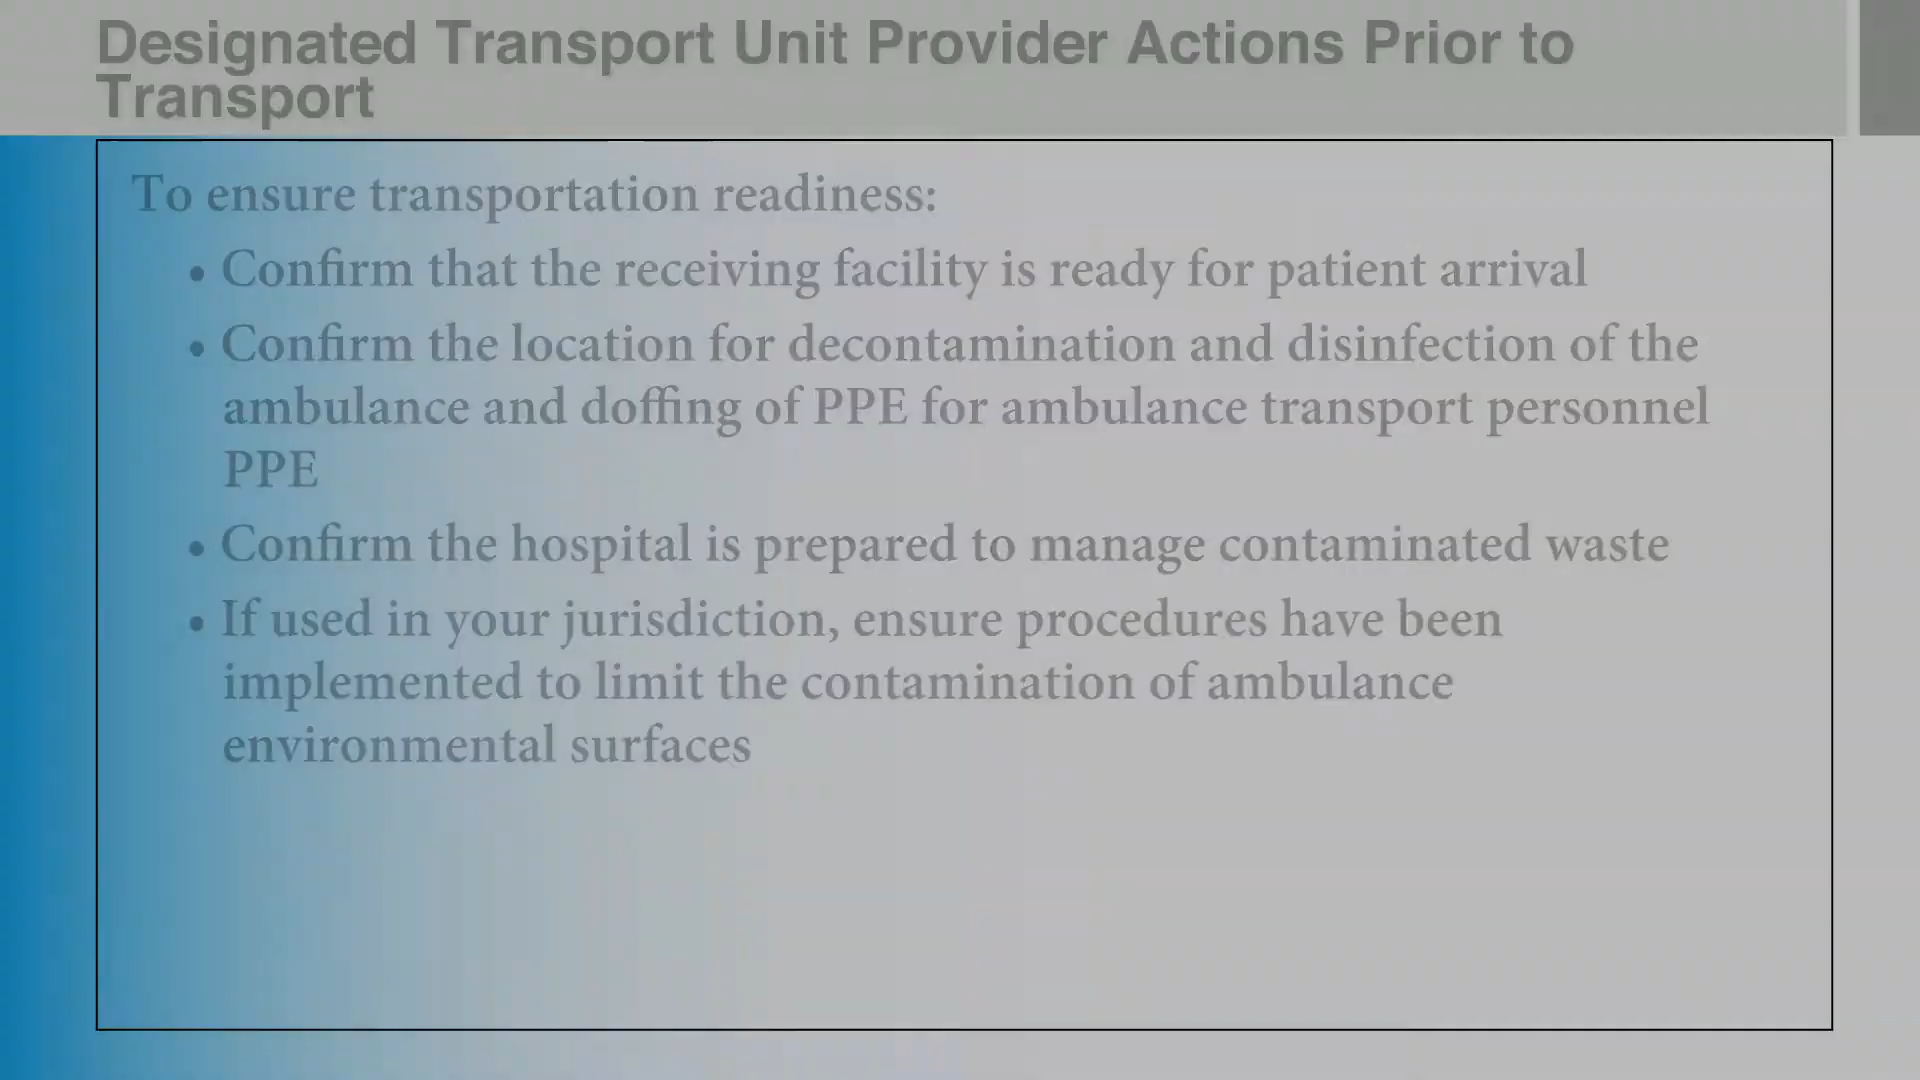 Designated Transport Unit Provider Actions Prior to
Transport
To ensure transportation readiness:
• Confirm that the receiving facility is ready for patient arrival
• Confirm the location for decontamination and disinfection of the
ambulance and doffing of PPE for ambulance transport personnel
PPE
• Confirm the hospital is prepared to manage contaminated waste
• If used in your jurisdiction, ensure procedures have been
implemented to limit the contamination of ambulance
environmental surfaces